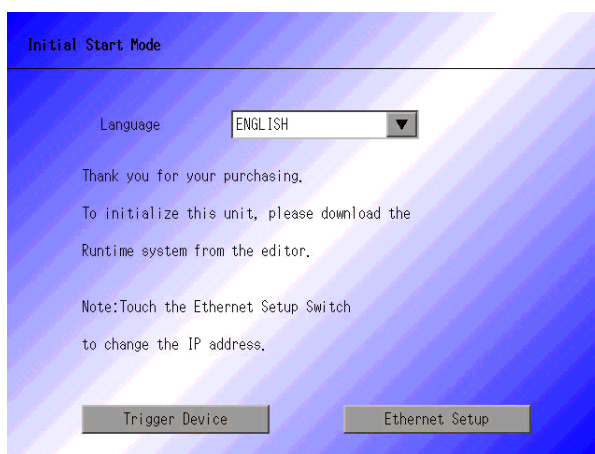 Initial Start Mode
Language ENGLISH
Thank you for your purchasing.
To initialize this unit, please download the
Runtime system from the editor.
Note:Touch the Ethernet Setup Switch
to change the IP address.
Trigger Device Ethernet Setup